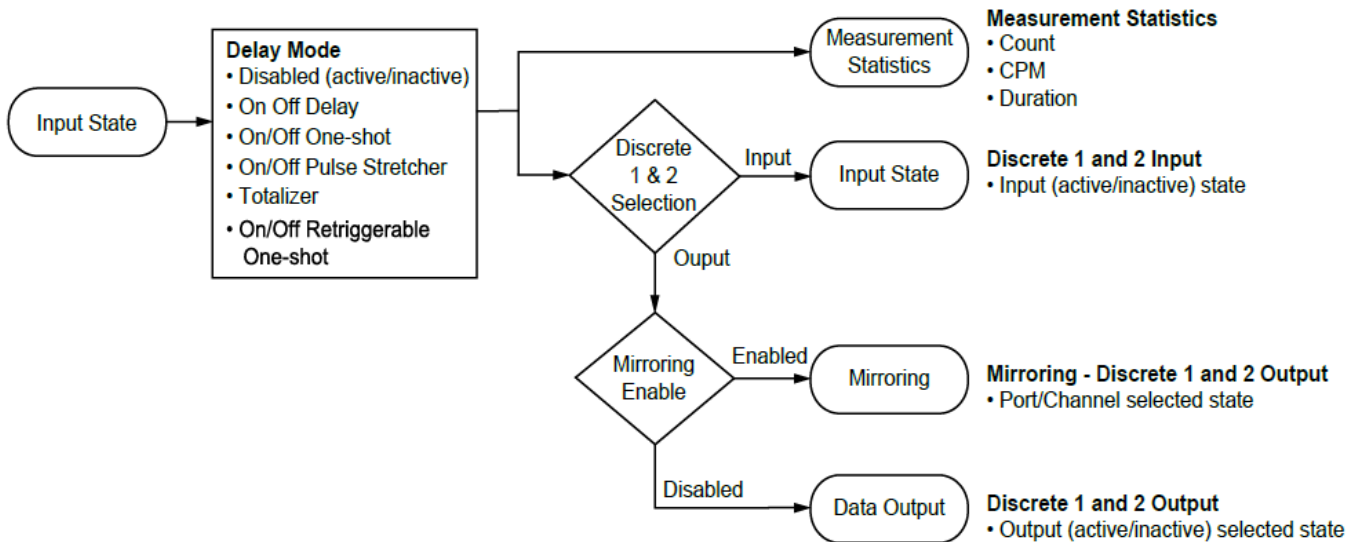 Input State
Delay Mode
• Disabled (active/inactive)
• On Off Delay
• On/Off One-shot
• On/Off Pulse Stretcher
• Totalizer
• On/Off Retriggerable
One-shot
Measurement
Statistics
Measurement Statistics
• Count
• CPM
• Duration
Discrete
1 & 2
Selection
Input
Input State
Discrete 1 and 2 Input
• Input (active/inactive) state
Ouput
Mirroring
Enable
Enabled
Mirroring
Mirroring - Discrete 1 and 2 Output
• Port/Channel selected state
Disabled
Data Output
Discrete 1 and 2 Output
• Output (active/inactive) selected state